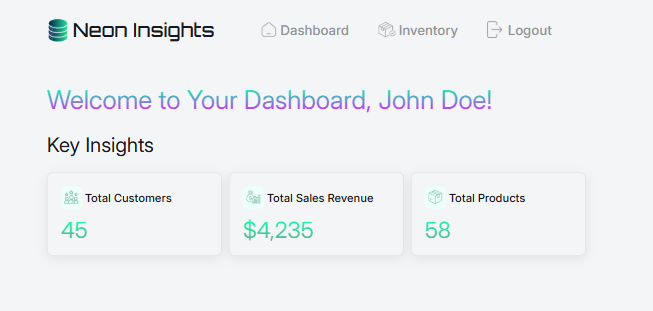 Neon Insights Dashboard Inventory Logout
Welcome to Your Dashboard, John Doe!
Key Insights
Total Customers
45
Total Sales Revenue
$4,235
Total Products
58